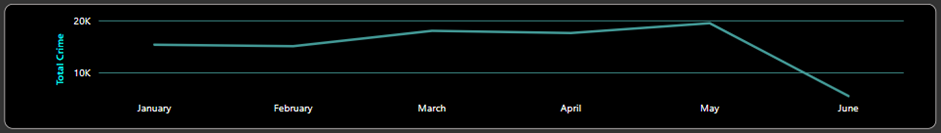 Total Crime
20K
10K
January February March April May June